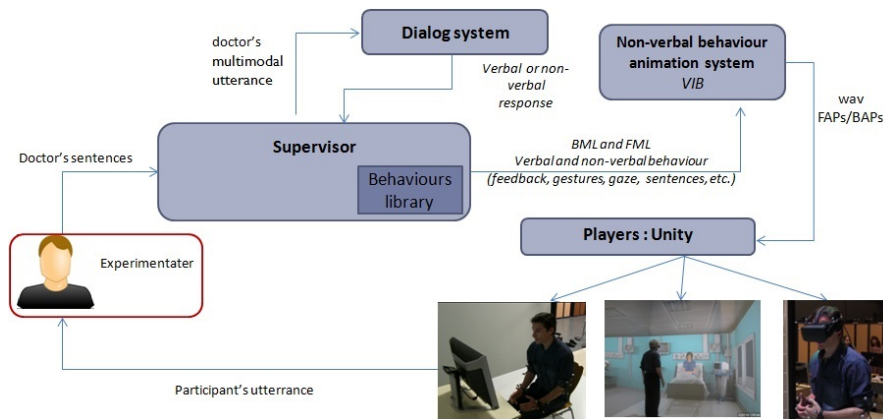 doctor's
multimodal
utterance
Dialog system
Verbal or non-
verbal
response
Non-verbal behaviour
animation system
VIB
wav
FAPs/BAPs
Doctor's sentences
Supervisor
Behaviours
library
BML and FML
Verbal and non-verbal behaviour
(feedback, gestures, gaze, sentences, etc.)
Players : Unity
Experimentater
Participant's utterrance